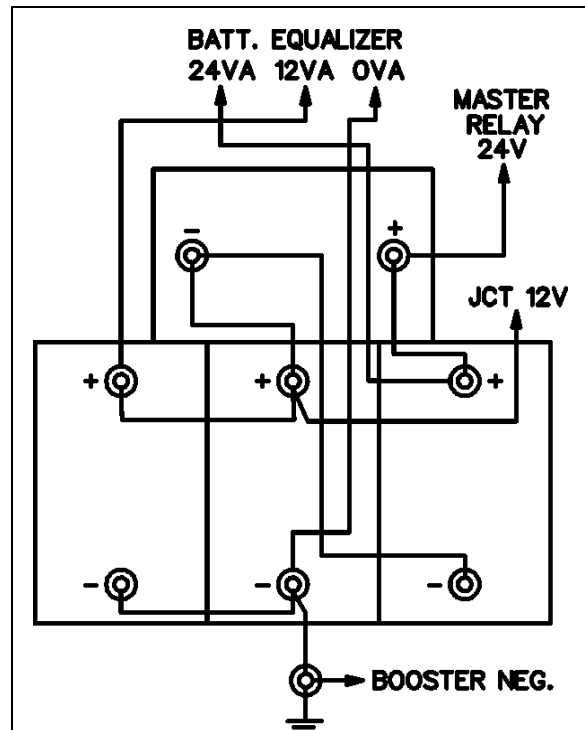 BATT. EQUALIZER
24VA 12VA 0VA
MASTER
RELAY
24V
- +
JCT 12V
+ + +
- - -
BOOSTER NEG.